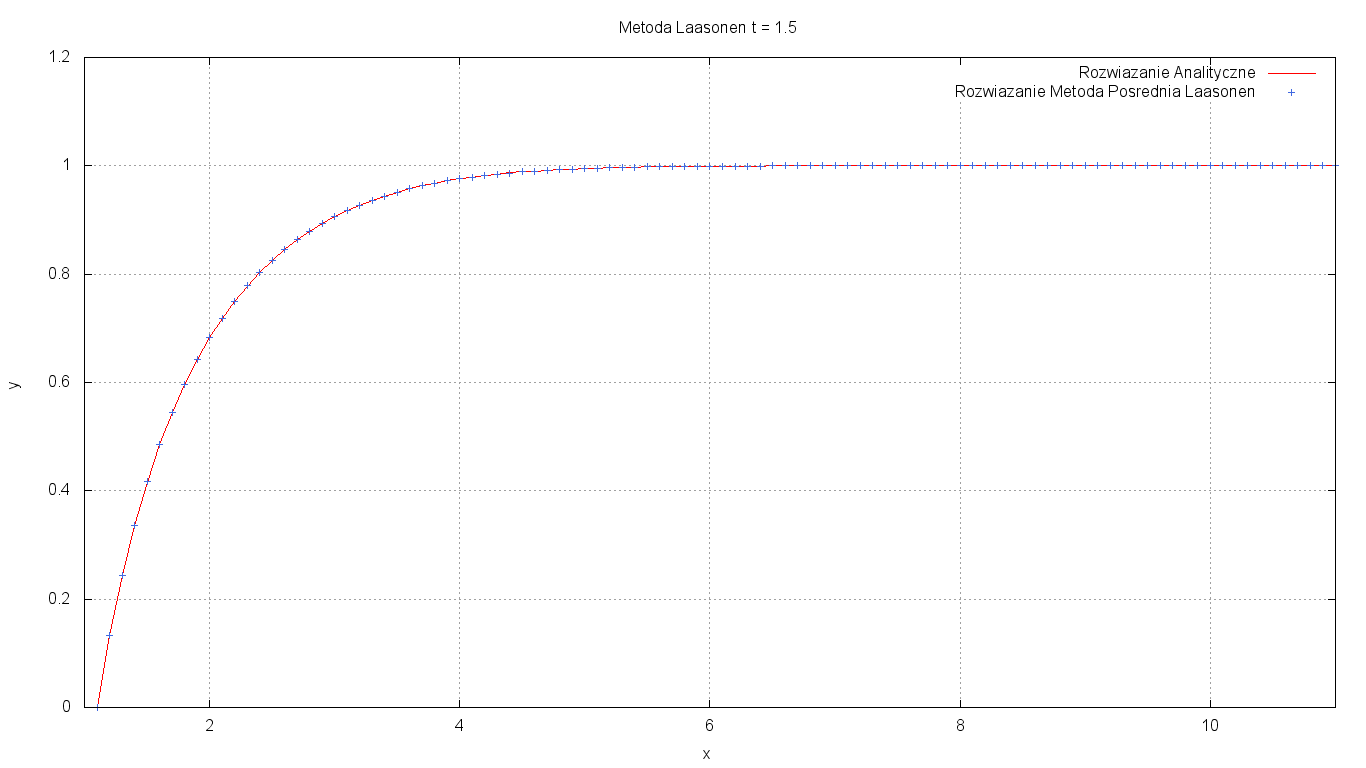 Metoda Laasonen t = 1.5
Rozwiazanie Analityczne
Rozwiazanie Metoda Posrednia Laasonen
1.2
1
0.8
0.6
0.4
0.2
0
y
2 4 6 8 10
x